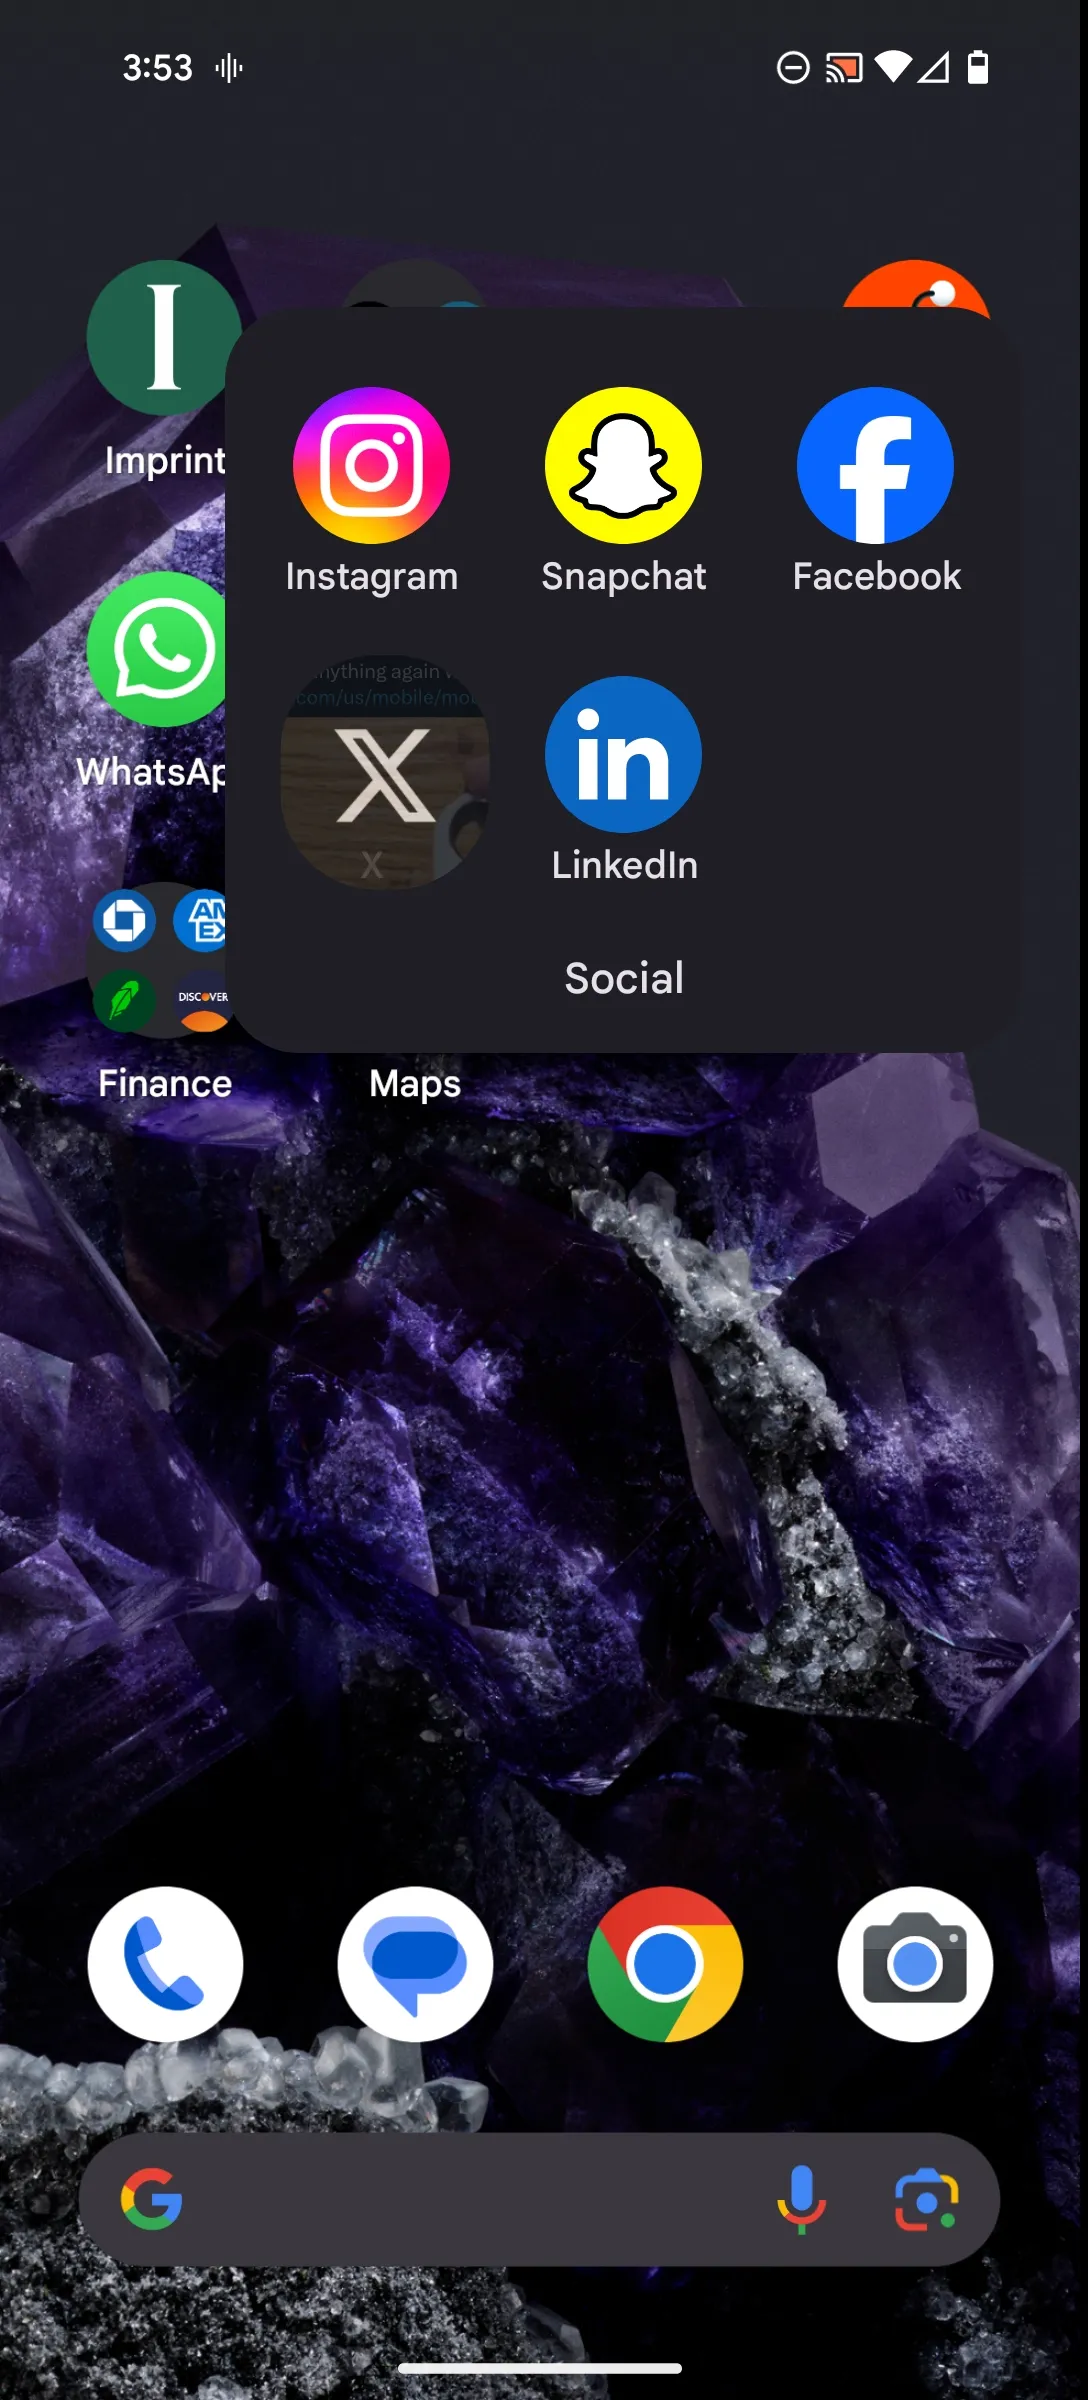 3:53
Imprint
Instagram
Snapchat
Facebook
WhatsAp
nything again
com/us/mobile/mo
X
X
in
LinkedIn
AM
EX
DISCOVER
Social
Finance
Maps